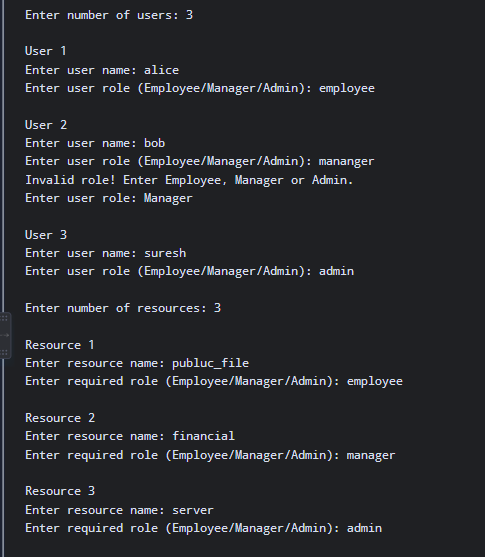 Enter number of users: 3
User 1
Enter user name: alice
Enter user role (Employee/Manager/Admin): employee
User 2
Enter user name: bob
Enter user role (Employee/Manager/Admin): mananger
Invalid role! Enter Employee, Manager or Admin.
Enter user role: Manager
User 3
Enter user name: suresh
Enter user role (Employee/Manager/Admin): admin
Enter number of resources: 3
Resource 1
Enter resource name: publuc_file
Enter required role (Employee/Manager/Admin): employee
Resource 2
Enter resource name: financial
Enter required role (Employee/Manager/Admin): manager
Resource 3
Enter resource name: server
Enter required role (Employee/Manager/Admin): admin